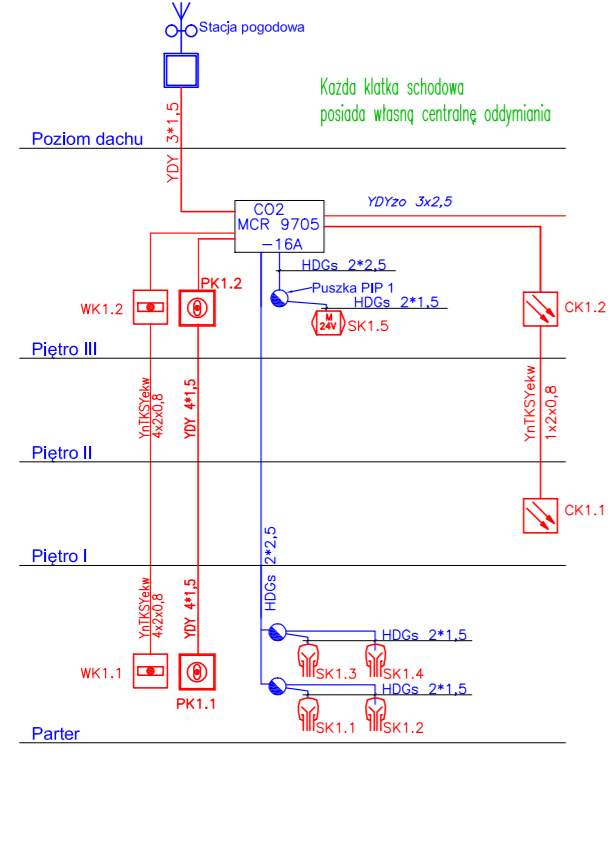 Stacja pogodowa
Każda klatka schodowa
posiada własną centralnę oddymiania
YDY 3*1,5
Poziom dachu
CO2
MCR 9705
-16A
YDYzo 3x2,5
HDGs 2*2,5
PK1.2
Puszka PIP 1
HDGs 2*1,5
WK1.2
M
24V
SK1.5
CK1.2
Piętro III
YnTKSYekw
4x2x0,8
YDY 4*1,5
YnTKSYekw
1x2x0,8
Piętro II
CK1.1
HDGs 2*2,5
Piętro I
YnTKSYekw
4x2x0,8
YDY 4*1,5
HDGs 2*1,5
WK1.1
SK1.3
SK1.4
HDGs 2*1,5
PK1.1
SK1.1
SK1.2
Parter